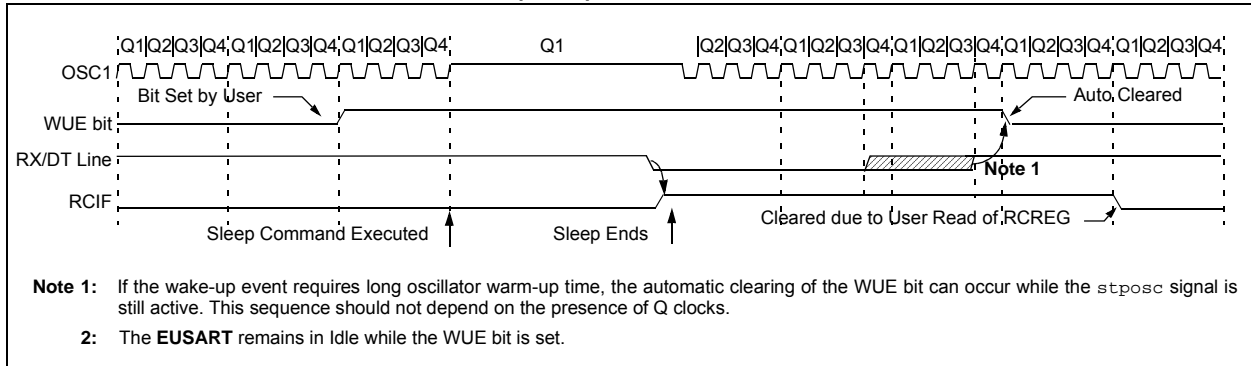 Q1 Q2 Q3 Q4 Q1 Q2 Q3 Q4 Q1 Q2 Q3 Q4 Q1 Q2 Q3 Q4 Q1 Q2 Q3 Q4 Q1 Q2 Q3 Q4 Q1 Q2 Q3 Q4 Q1 Q2 Q3 Q4
OSC1
Bit Set by User
Auto Cleared
WUE bit
RX/DT Line
Note 1
RCIF
Cleared due to User Read of RCREG
Sleep Command Executed
Sleep Ends
Note 1: If the wake-up event requires long oscillator warm-up time, the automatic clearing of the WUE bit can occur while the stposc signal is
still active. This sequence should not depend on the presence of Q clocks.
2: The EUSART remains in Idle while the WUE bit is set.